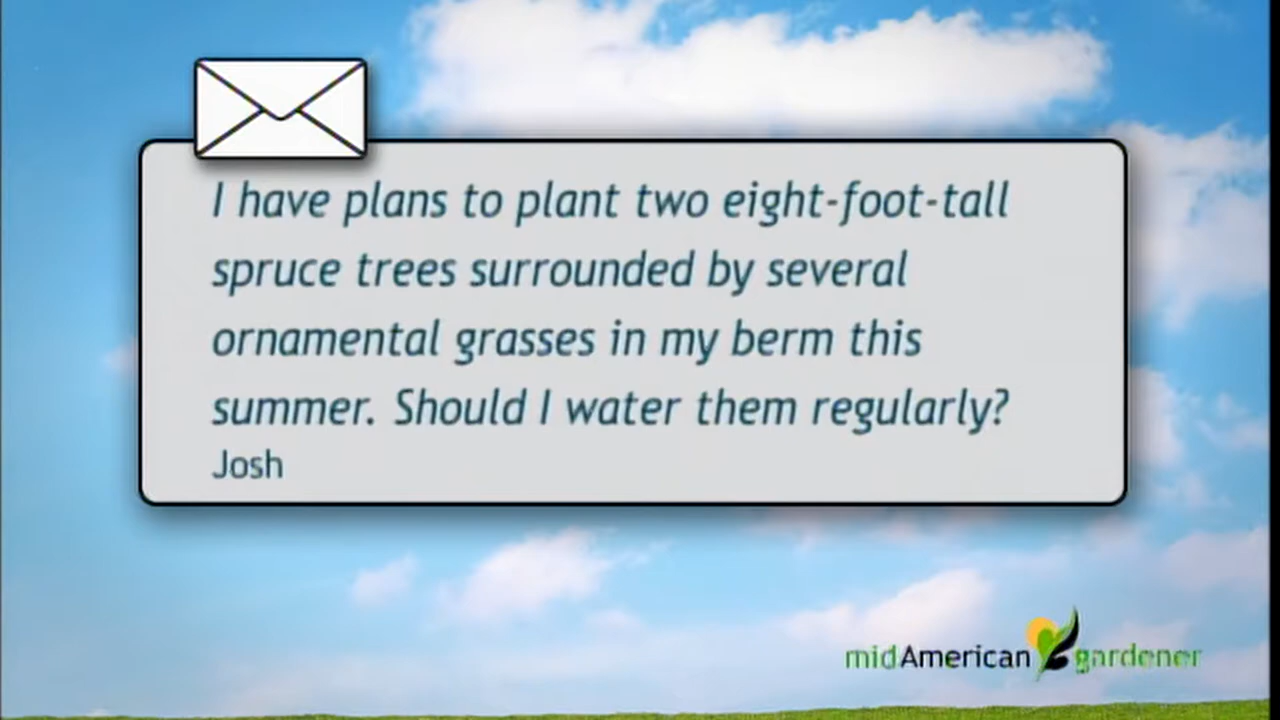 I have plans to plant two eight-foot-tall
spruce trees surrounded by several
ornamental grasses in my berm this
summer. Should I water them regularly?
Josh
midAmerican gardener